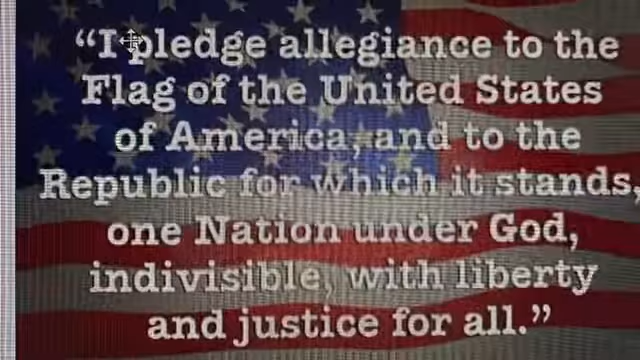 “I pledge allegiance to the
Flag of the United States
of America, and to the
Republic for which it stands,
one Nation under God,
indivisible, with liberty
and justice for all.”